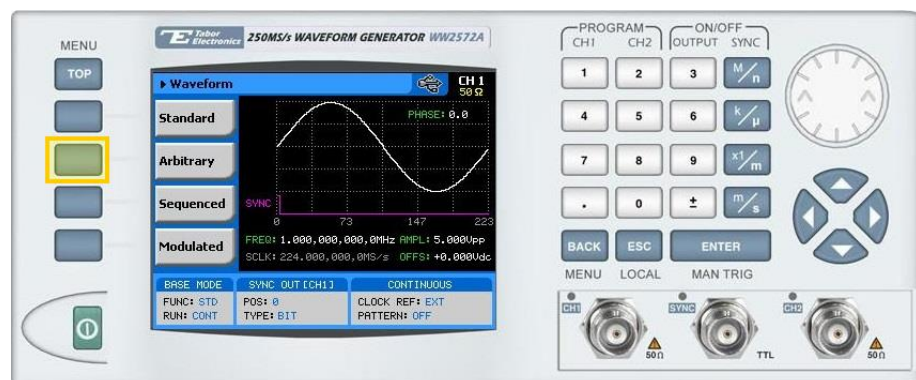 MENU
TOP
Tabor Electronics 250MS/s WAVEFORM GENERATOR WW2572A
Waveform
CH 1
50 Ω
Standard
Arbitrary
Sequenced
Modulated
PHASE: 0.0
SYNC
0 73 147 223
FREQ: 1.000,000,000,0MHz AMPL: 5.000Vpp
SCLK: 224.000,000,0MS/s OFFS: +0.000Vdc
BASE MODE SYNC OUT [CH1] CONTINUOUS
FUNC: STD POS: 0 CLOCK REF: EXT
RUN: CONT TYPE: BIT PATTERN: OFF
PROGRAM ON/OFF
CH1 CH2 OUTPUT SYNC
1 2 3 M/n
4 5 6 k/µ
7 8 9 x1/m
. 0 ± m/s
BACK ESC ENTER
MENU LOCAL MAN TRIG
CH1 SYNC CH2
50Ω TTL 50Ω